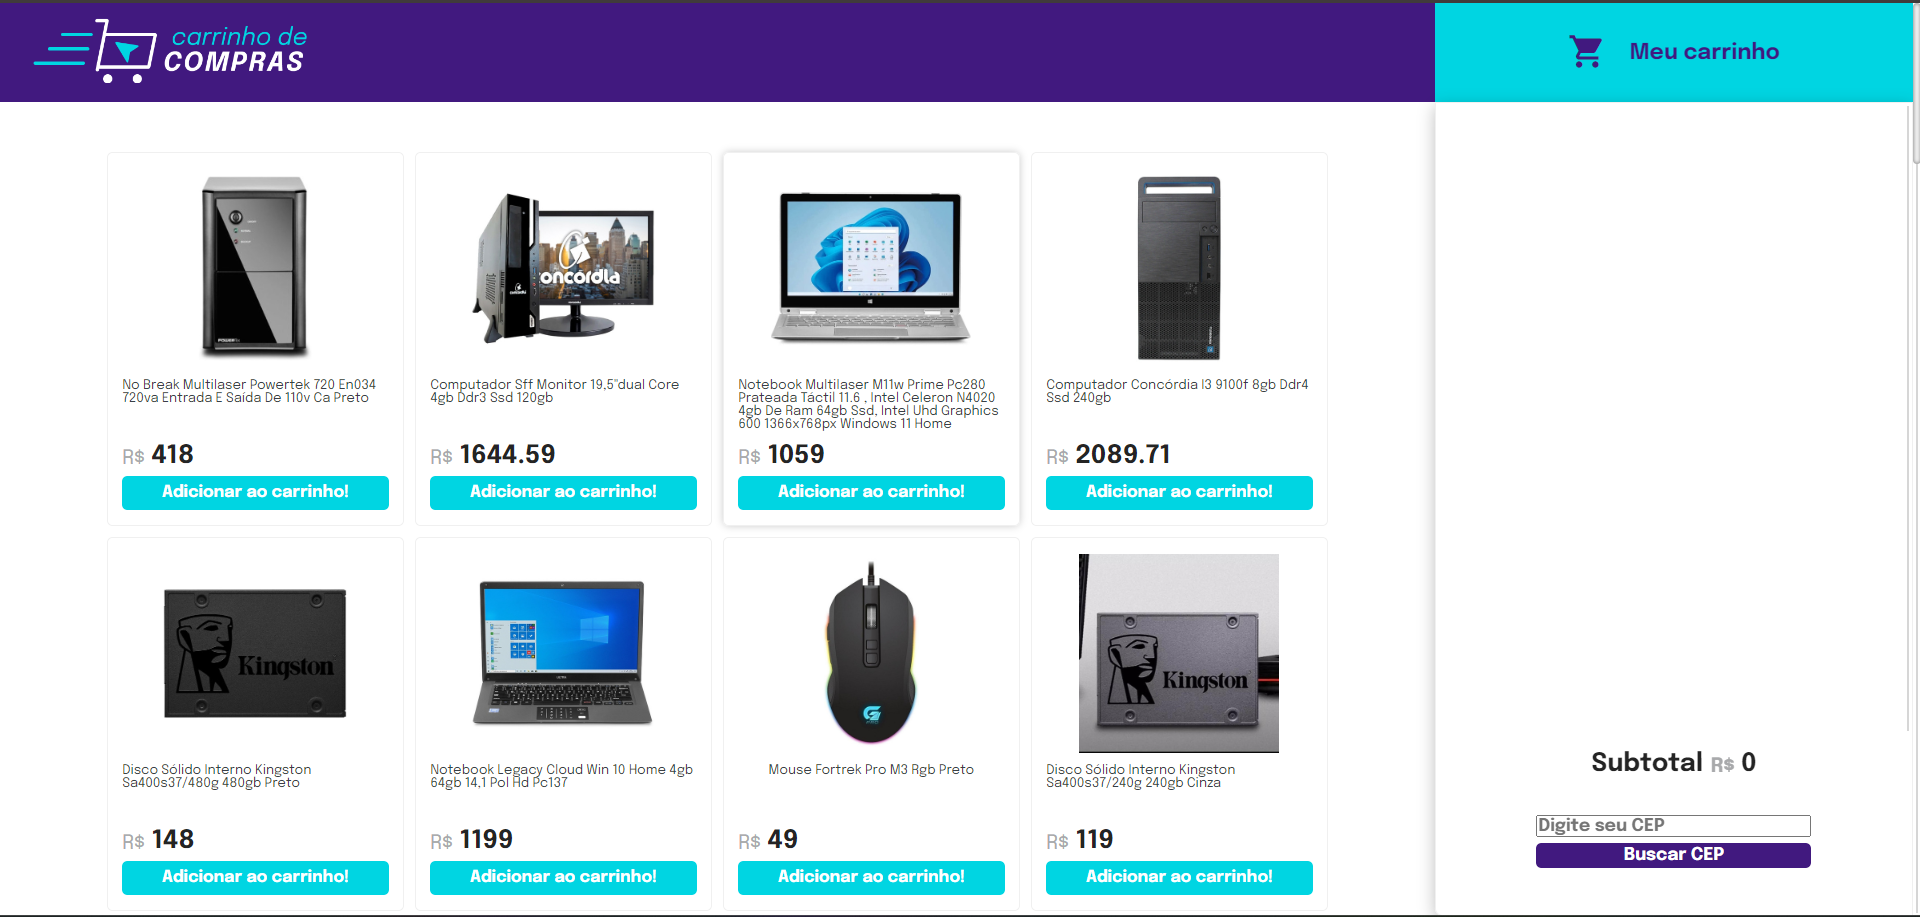 carrinho de
COMPRAS
Meu carrinho
concórdia
No Break Multilaser Powertek 720 En034
720va Entrada E Saída De 110v Ca Preto
R$ 418
Adicionar ao carrinho!
Computador Sff Monitor 19,5"dual Core
4gb Ddr3 Ssd 120gb
R$ 1644.59
Adicionar ao carrinho!
Notebook Multilaser M11w Prime Pc280
Prateada Táctil 11.6 , Intel Celeron N4020
4gb De Ram 64gb Ssd, Intel Uhd Graphics
600 1366x768px Windows 11 Home
R$ 1059
Adicionar ao carrinho!
Computador Concórdia I3 9100f 8gb Ddr4
Ssd 240gb
R$ 2089.71
Adicionar ao carrinho!
Kingston
Disco Sólido Interno Kingston
Sa400s37/480g 480gb Preto
R$ 148
Adicionar ao carrinho!
Notebook Legacy Cloud Win 10 Home 4gb
64gb 14,1 Pol Hd Pc137
R$ 1199
Adicionar ao carrinho!
Mouse Fortrek Pro M3 Rgb Preto
R$ 49
Adicionar ao carrinho!
Kingston
Disco Sólido Interno Kingston
Sa400s37/240g 240gb Cinza
R$ 119
Adicionar ao carrinho!
Subtotal R$ 0
Digite seu CEP
Buscar CEP